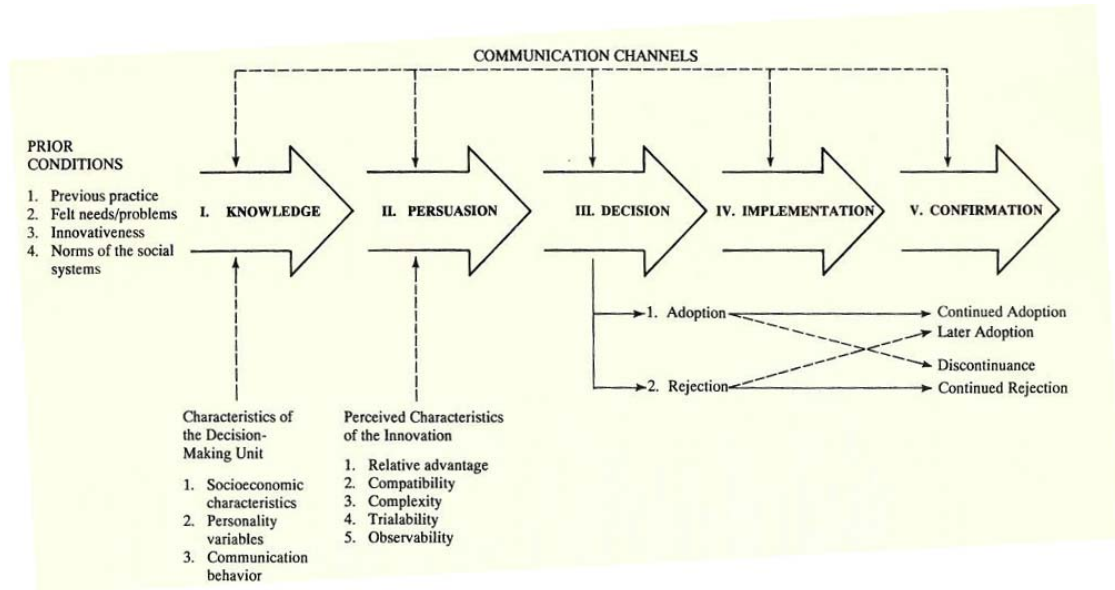 COMMUNICATION CHANNELS
PRIOR
CONDITIONS
1. Previous practice
2. Felt needs/problems
3. Innovativeness
4. Norms of the social
systems
I. KNOWLEDGE
II. PERSUASION
III. DECISION
IV. IMPLEMENTATION
V. CONFIRMATION
1. Adoption
2. Rejection
Continued Adoption
Later Adoption
Discontinuance
Continued Rejection
Characteristics of
the Decision-
Making Unit
1. Socioeconomic
characteristics
2. Personality
variables
3. Communication
behavior
Perceived Characteristics
of the Innovation
1. Relative advantage
2. Compatibility
3. Complexity
4. Trialability
5. Observability